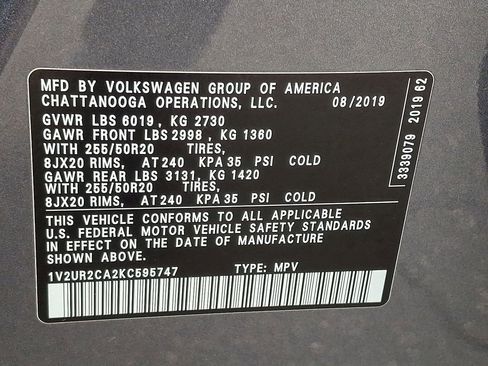 MFD BY VOLKSWAGEN GROUP OF AMERICA
CHATTANOOGA OPERATIONS, LLC. 08/2019
GVWR LBS 6019, KG 2730
GAWR FRONT LBS 2998, KG 1360
WITH 255/50R20 TIRES,
8JX20 RIMS, AT 240 KPA 35 PSI COLD
GAWR REAR LBS 3131, KG 1420
WITH 255/50R20 TIRES,
8JX20 RIMS, AT 240 KPA 35 PSI COLD
THIS VEHICLE CONFORMS TO ALL APPLICABLE
U.S. FEDERAL MOTOR VEHICLE SAFETY STANDARDS
IN EFFECT ON THE DATE OF MANUFACTURE
SHOWN ABOVE.
1V2UR2CA2KC595747 TYPE: MPV
3339079 2019 62